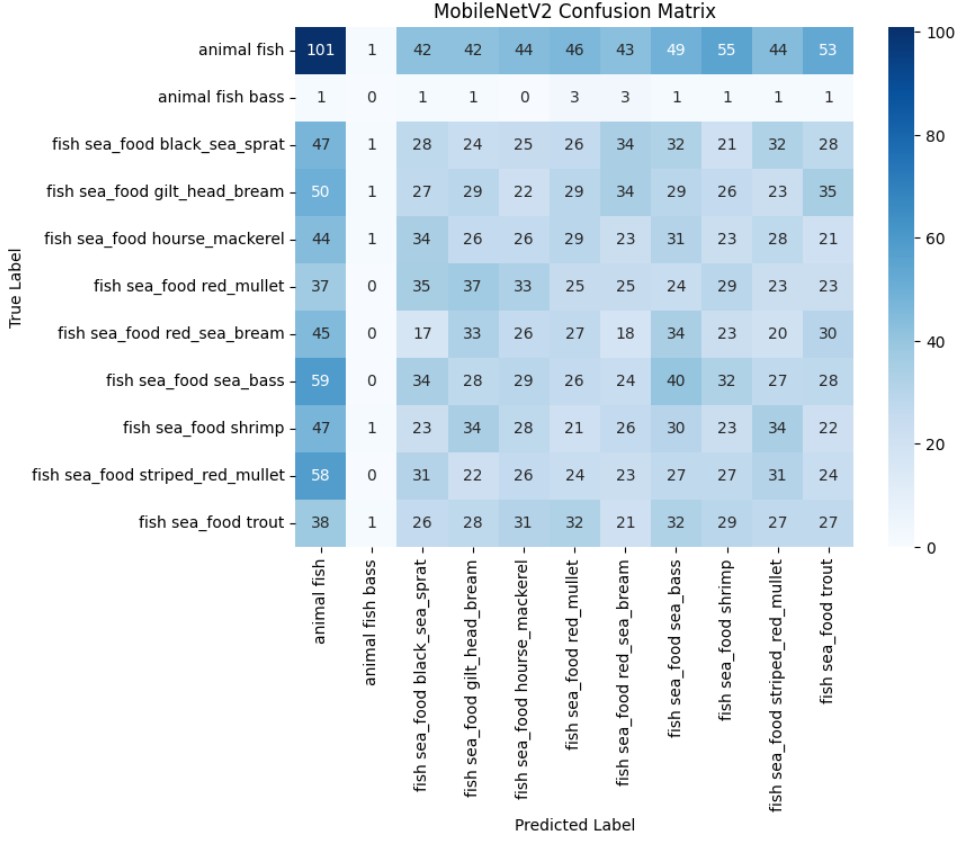 MobileNetV2 Confusion Matrix
animal fish 101 1 42 42 44 46 43 49 55 44 53
animal fish bass 1 0 1 1 0 3 3 1 1 1 1
fish sea_food black_sea_sprat 47 1 28 24 25 26 34 32 21 32 28
fish sea_food gilt_head_bream 50 1 27 29 22 29 34 29 26 23 35
fish sea_food hourse_mackerel 44 1 34 26 26 29 23 31 23 28 21
fish sea_food red_mullet 37 0 35 37 33 25 25 24 29 23 23
fish sea_food red_sea_bream 45 0 17 33 26 27 18 34 23 20 30
fish sea_food sea_bass 59 0 34 28 29 26 24 40 32 27 28
fish sea_food shrimp 47 1 23 34 28 21 26 30 23 34 22
fish sea_food striped_red_mullet 58 0 31 22 26 24 23 27 27 31 24
fish sea_food trout 38 1 26 28 31 32 21 32 29 27 27
True Label
animal fish
animal fish bass
fish sea_food black_sea_sprat
fish sea_food gilt_head_bream
fish sea_food hourse_mackerel
fish sea_food red_mullet
fish sea_food red_sea_bream
fish sea_food sea_bass
fish sea_food shrimp
fish sea_food striped_red_mullet
fish sea_food trout
Predicted Label
100
80
60
40
20
0